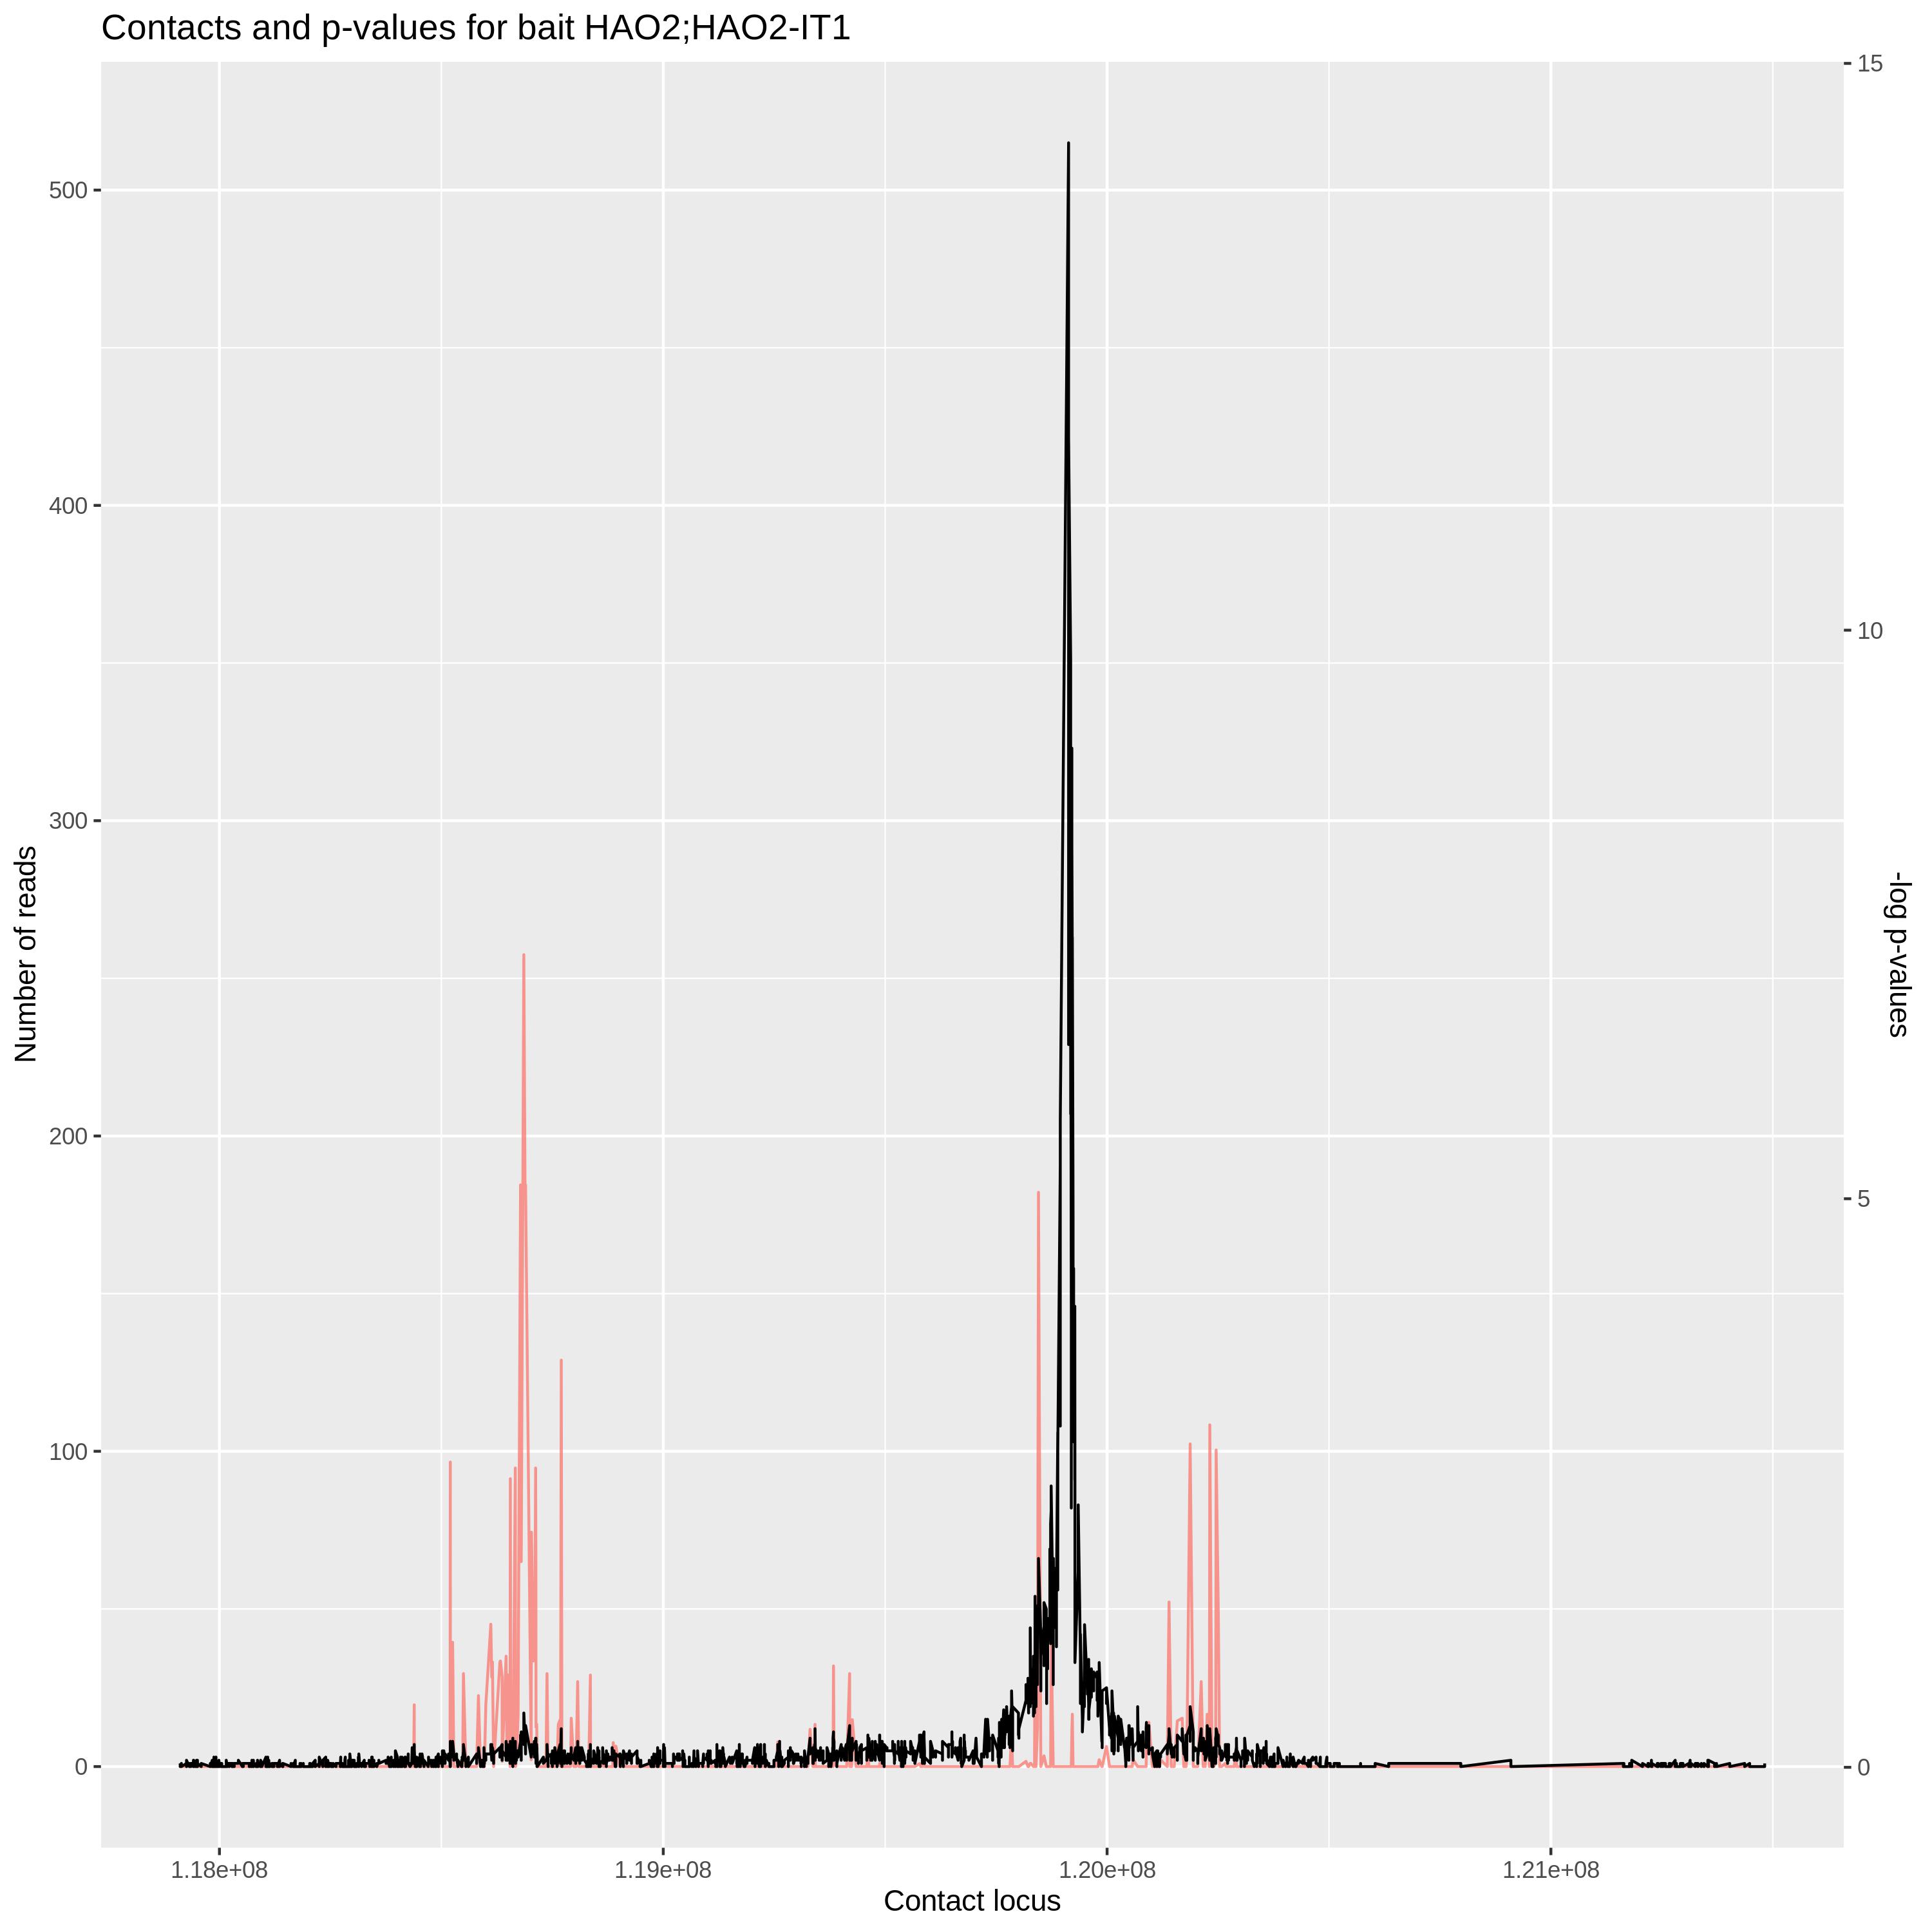 Contacts and p-values for bait HAO2;HAO2-IT1
15
500
400
10
300
200
5
100
0
0
Number of reads
-log p-values
1.18e+08
1.19e+08
1.20e+08
1.21e+08
Contact locus